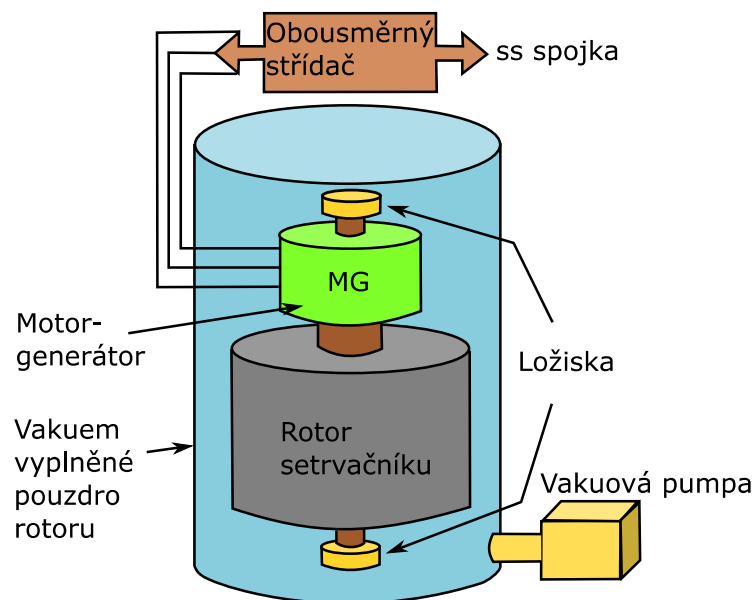 Obousměrný
střídač
ss spojka
MG
Motor-
generátor
Ložiska
Vakuem
vyplněné
pouzdro
rotoru
Rotor
setrvačníku
Vakuová pumpa